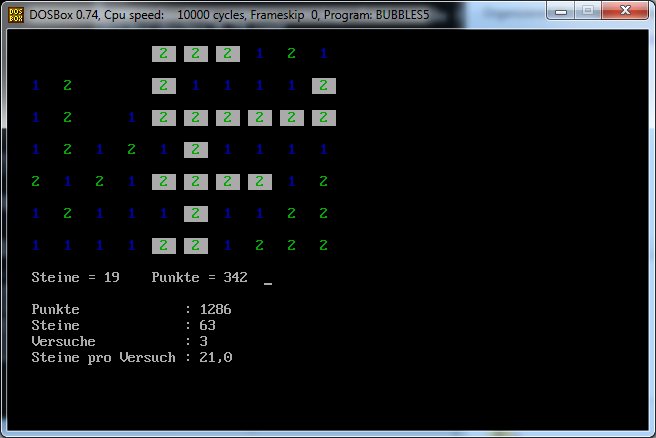 DOSBox 0.74, Cpu speed: 10000 cycles, Frameskip 0, Program: BUBBLES5
2 2 2 1 2 1
1 2 2 1 1 1 1 2
1 2 1 2 2 2 2 2 2
1 2 1 2 1 2 1 1 1 1
2 1 2 1 2 2 2 2 1 2
1 2 1 1 1 2 1 1 2 2
1 1 1 1 2 2 1 2 2 2
Steine = 19 Punkte = 342 _
Punkte : 1286
Steine : 63
Versuche : 3
Steine pro Versuch : 21,0